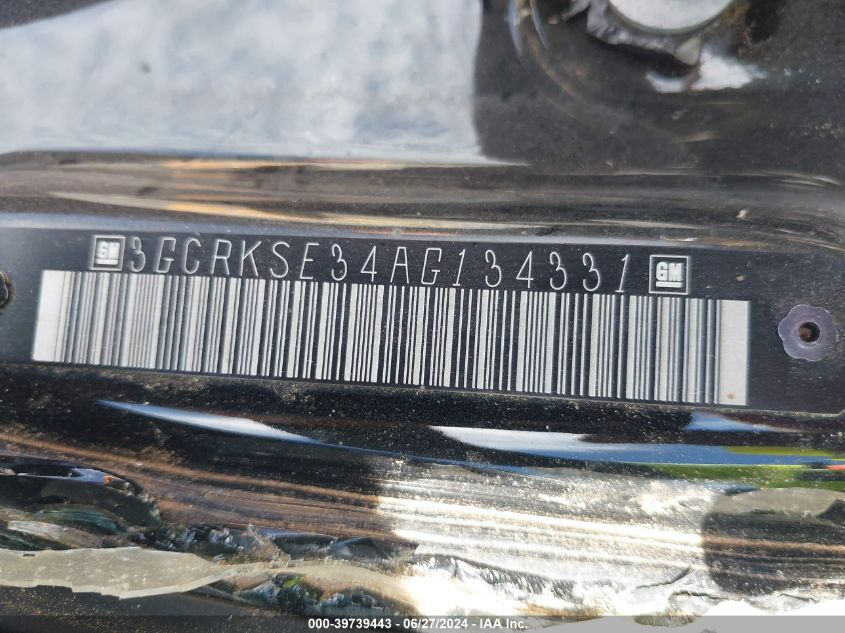 GM 3GCRKSE34AG134331 GM
000-39739443 - 06/27/2024 - IAA Inc.